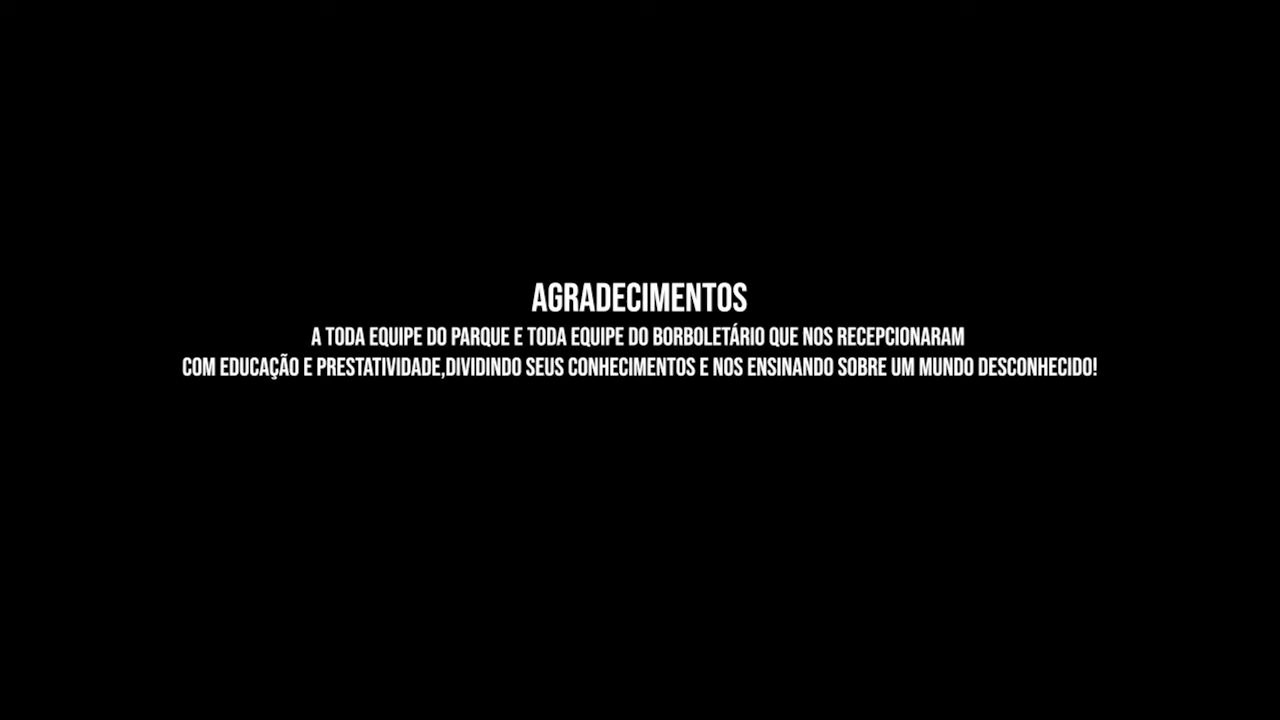 AGRADECIMENTOS
A TODA EQUIPE DO PARQUE E TODA EQUIPE DO BORBOLETÁRIO QUE NOS RECEPCIONARAM
COM EDUCAÇÃO E PRESTATIVIDADE,DIVIDINDO SEUS CONHECIMENTOS E NOS ENSINANDO SOBRE UM MUNDO DESCONHECIDO!